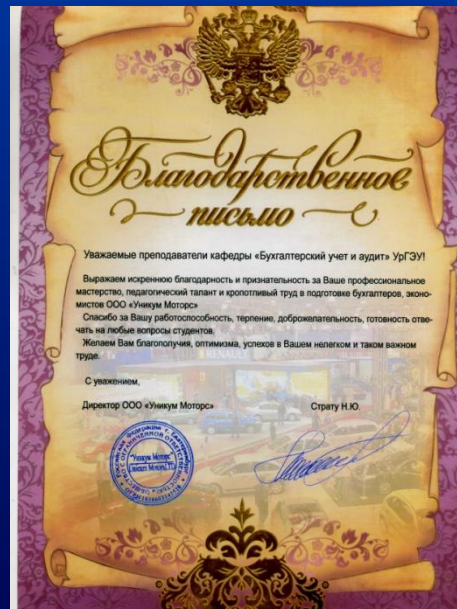 Благодарственное
письмо
Уважаемые преподаватели кафедры «Бухгалтерский учет и аудит» УрГЭУ!
Выражаем искреннюю благодарность и признательность за Ваше профессиональное
мастерство, педагогический талант и кропотливый труд в подготовке бухгалтеров, эконо-
мистов ООО «Уникум Моторс»
Спасибо за Вашу работоспособность, терпение, доброжелательность, готовность отве-
чать на любые вопросы студентов.
Желаем Вам благополучия, оптимизма, успехов в Вашем нелегком и таком важном
труде.
С уважением,
Директор ООО «Уникум Моторс» Страту Н.Ю.
RENAULT
"Уникум Моторс"